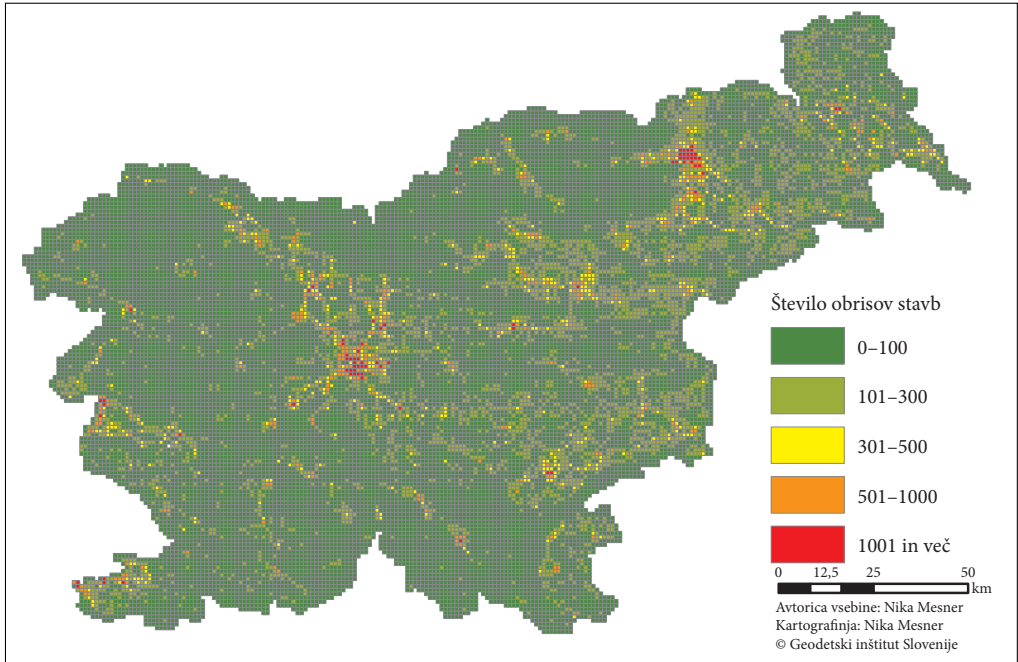 Število obrisov stavb
0–100
101–300
301–500
501–1000
1001 in več
0 12,5 25 50
km
Avtorica vsebine: Nika Mesner
Kartografinja: Nika Mesner
© Geodetski inštitut Slovenije